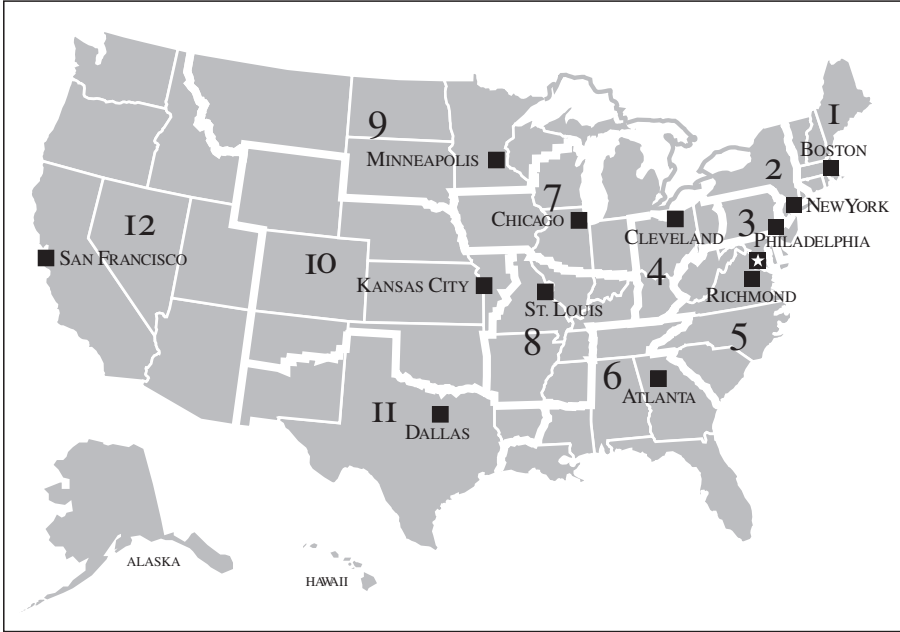 1
BOSTON
9
MINNEAPOLIS
2
7
CHICAGO
NEW YORK
12
3
CLEVELAND
PHILADELPHIA
SAN FRANCISCO
10
4
KANSAS CITY
ST. LOUIS
RICHMOND
8
5
6
ATLANTA
11
DALLAS
ALASKA
HAWAII